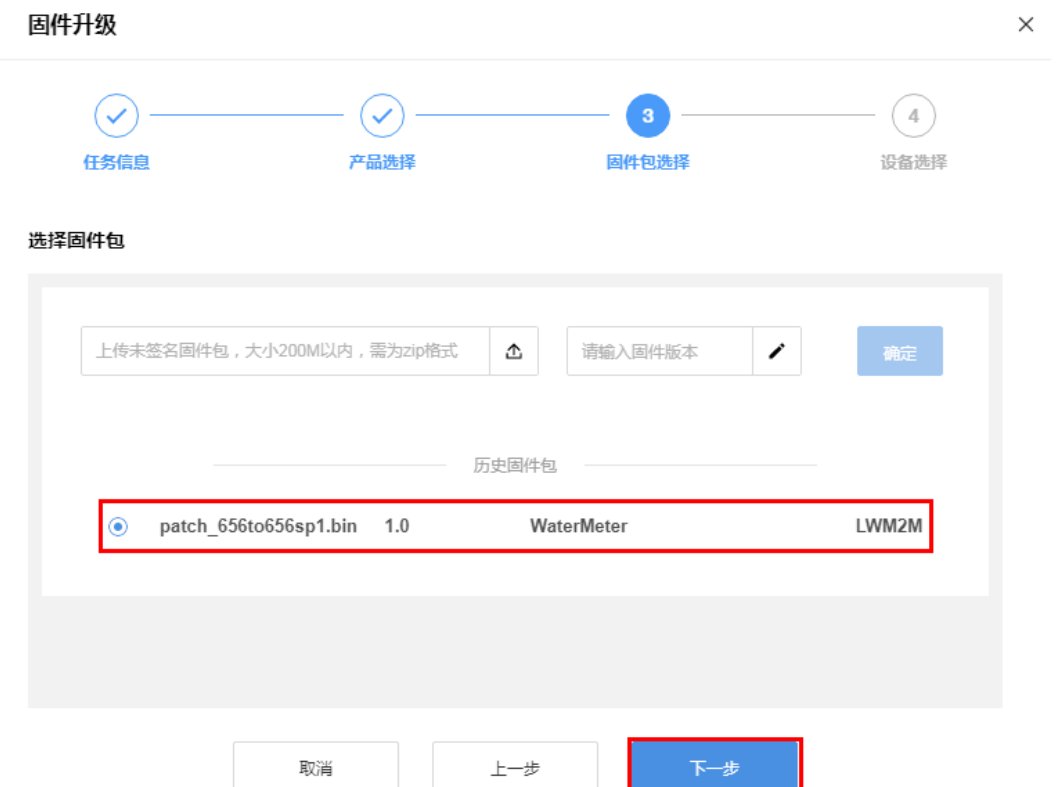 固件升级
3
4
任务信息 产品选择 固件包选择 设备选择
选择固件包
上传未签名固件包，大小200M以内，需为zip格式 请输入固件版本 确定
历史固件包
patch_656to656sp1.bin 1.0 WaterMeter LWM2M
取消 上一步 下一步